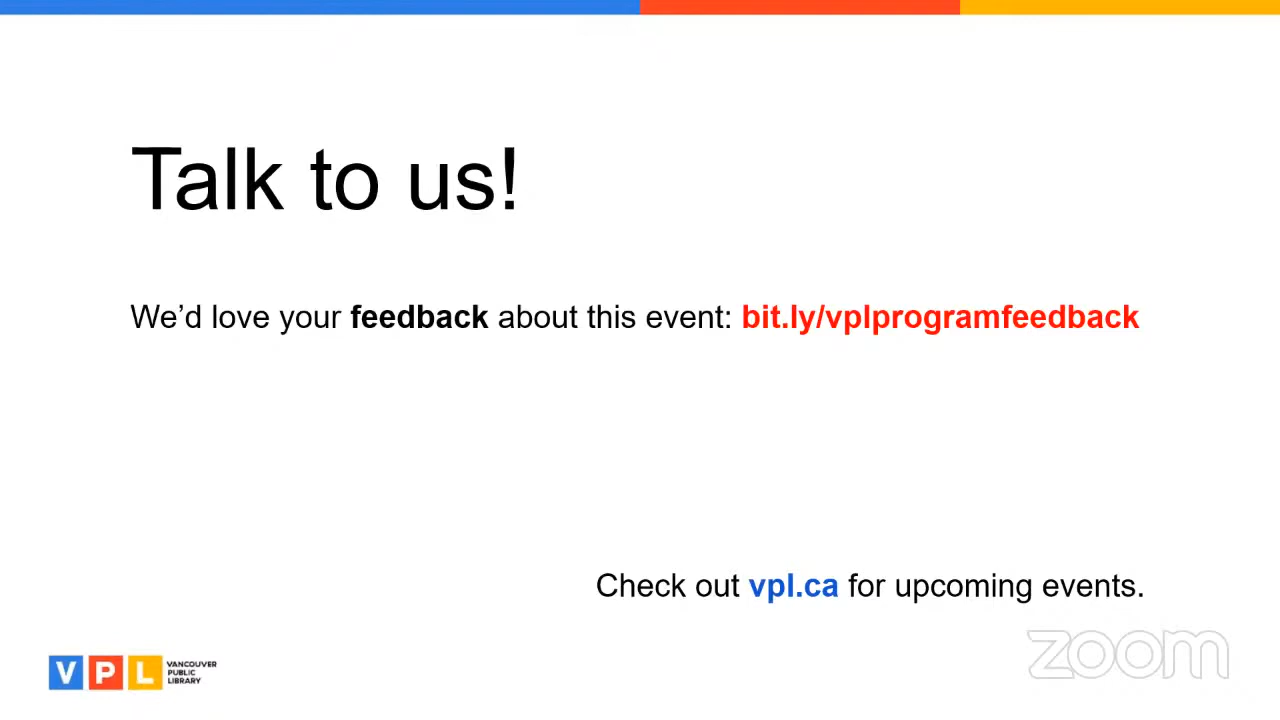 Talk to us!
We’d love your feedback about this event: bit.ly/vplprogramfeedback
Check out vpl.ca for upcoming events.
zoom
VPL VANCOUVER
PUBLIC
LIBRARY